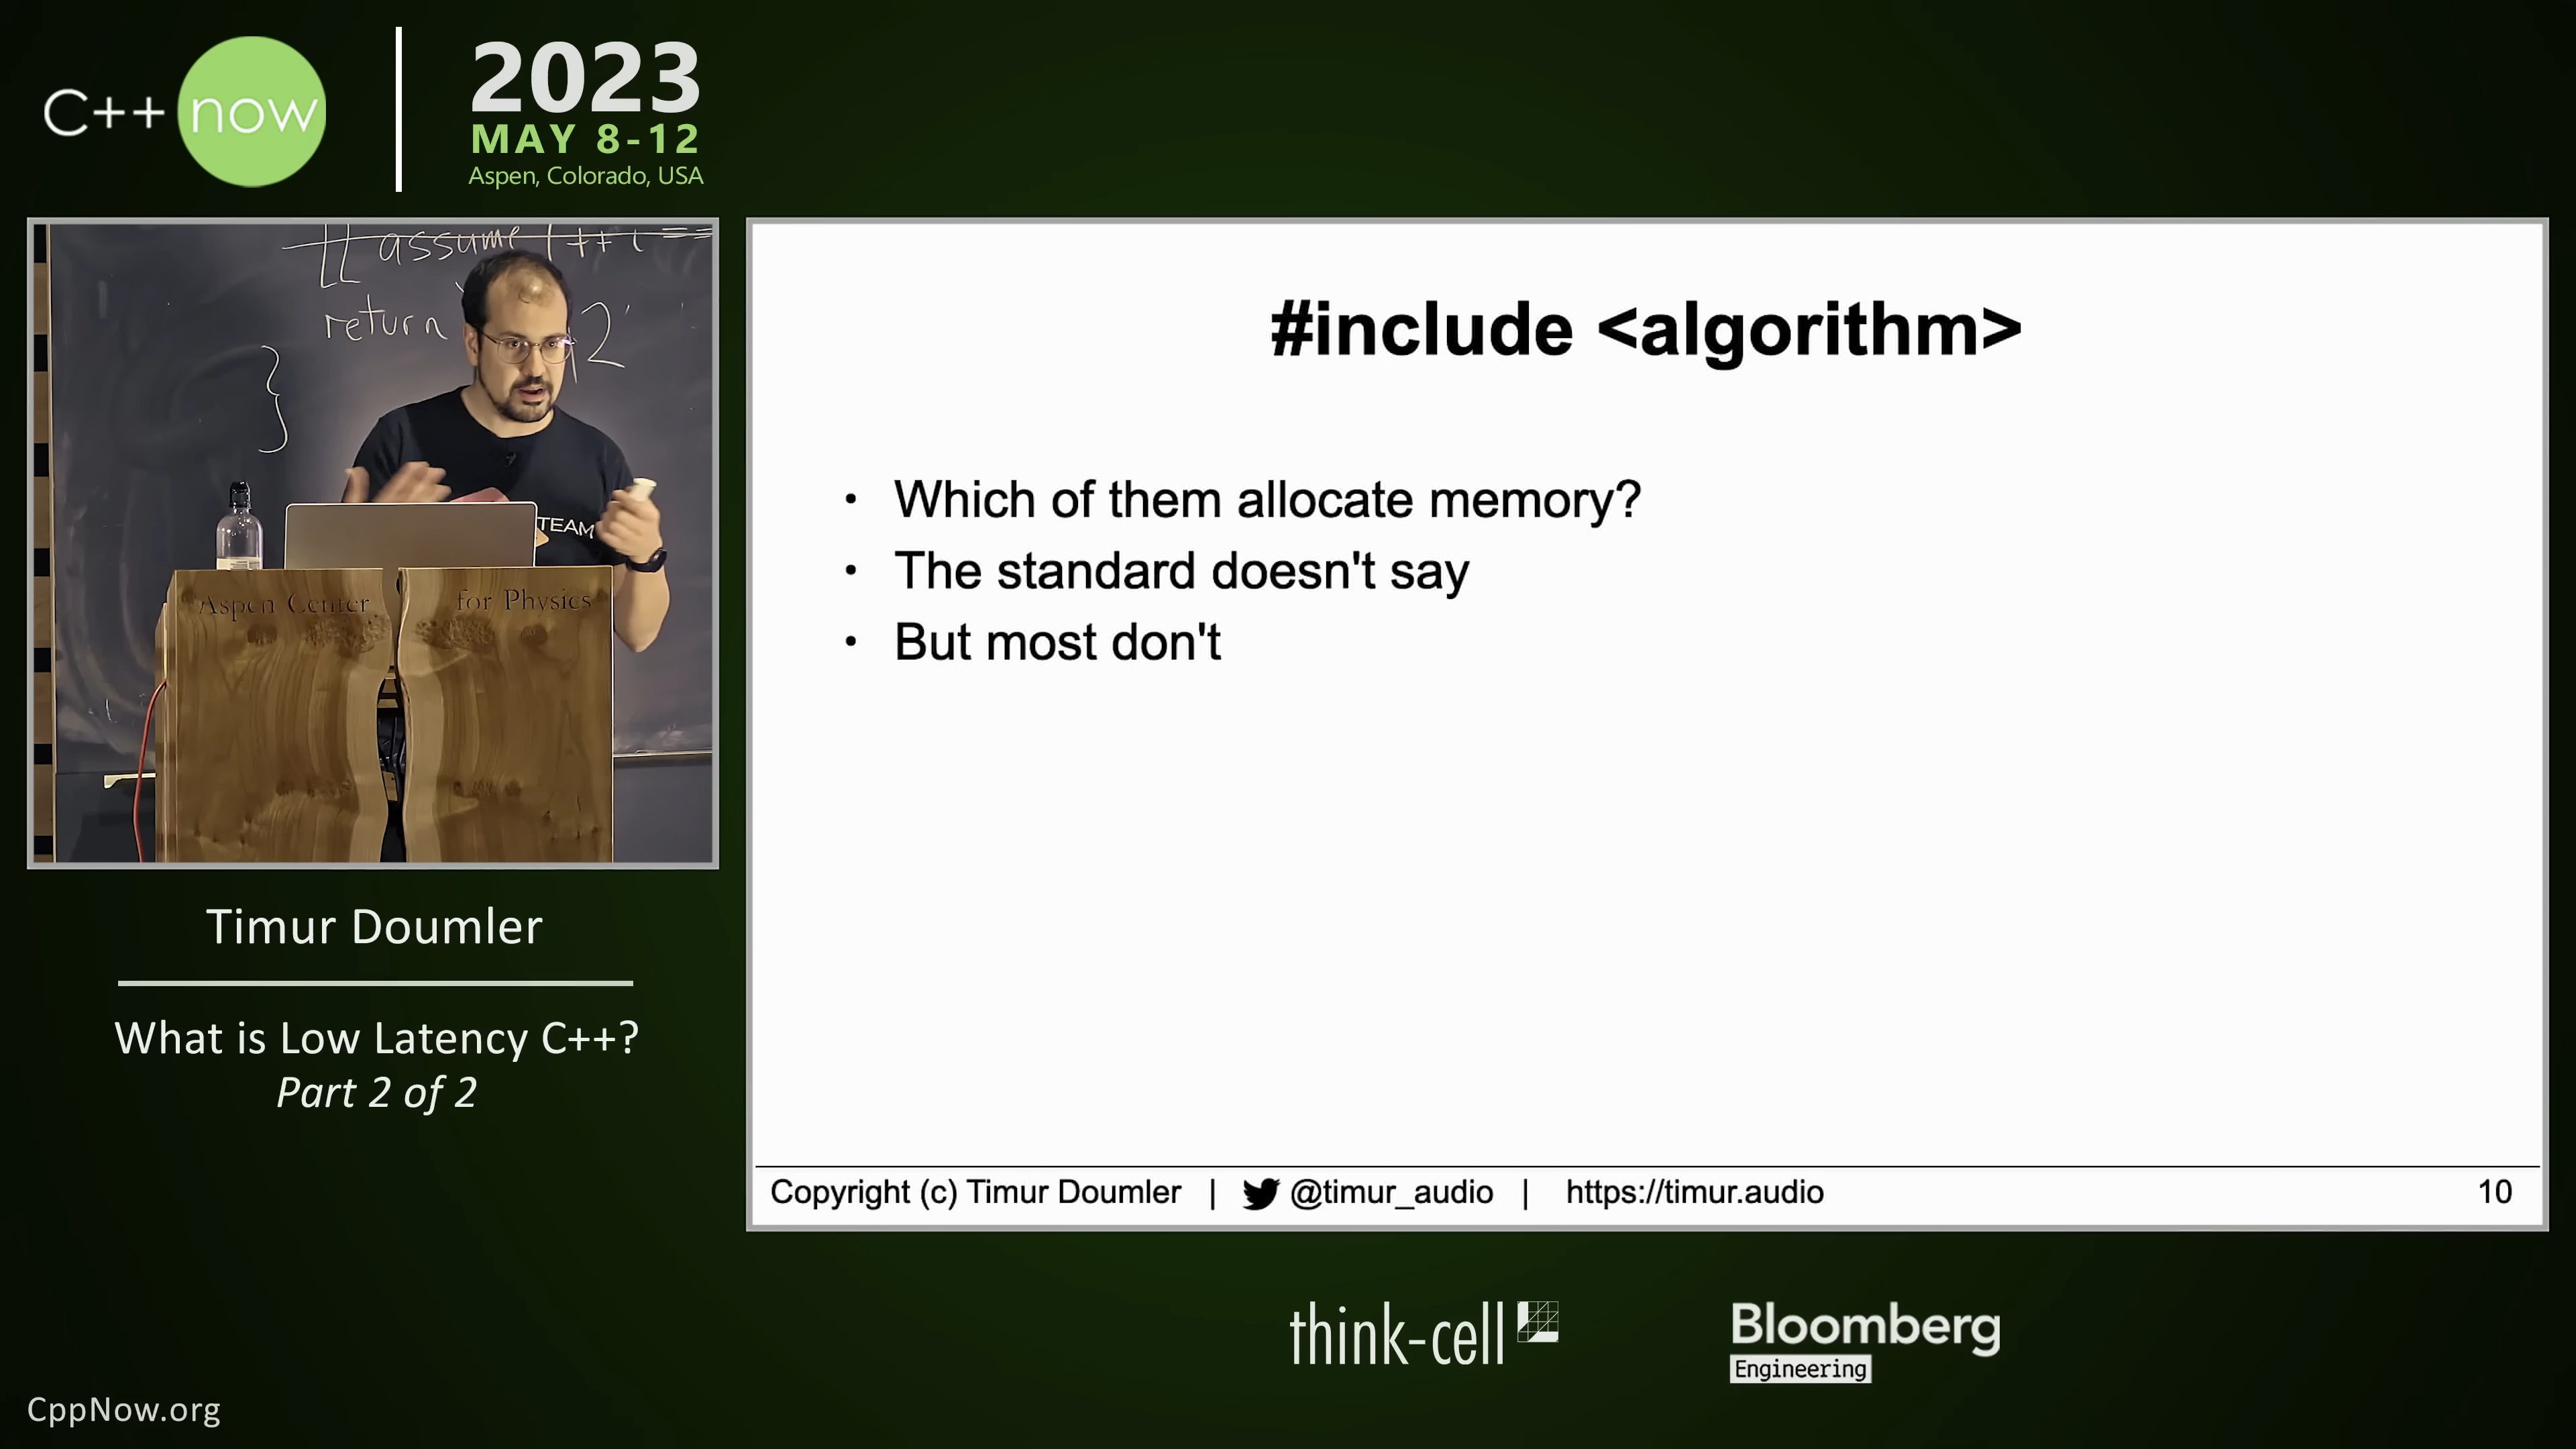 C++ now
2023
MAY 8-12
Aspen, Colorado, USA
[[ assume
return
2
}
TEAM
Aspen Center for Physics
Timur Doumler
What is Low Latency C++?
Part 2 of 2
#include <algorithm>
• Which of them allocate memory?
• The standard doesn't say
• But most don't
Copyright (c) Timur Doumler | @timur_audio | https://timur.audio
10
think-cell
Bloomberg
Engineering
CppNow.org